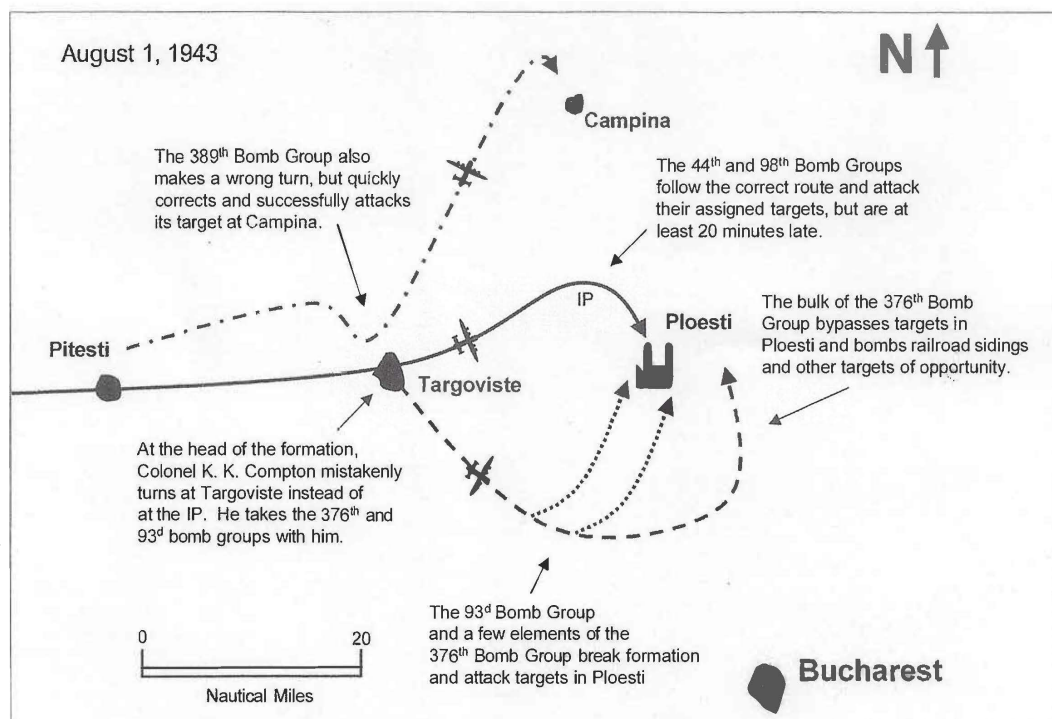 August 1, 1943
N
Campina
The 389th Bomb Group also
makes a wrong turn, but quickly
corrects and successfully attacks
its target at Campina.
The 44th and 98th Bomb Groups
follow the correct route and attack
their assigned targets, but are at
least 20 minutes late.
IP
Ploesti
The bulk of the 376th Bomb
Group bypasses targets in
Ploesti and bombs railroad sidings
and other targets of opportunity.
Pitesti
Targoviste
At the head of the formation,
Colonel K. K. Compton mistakenly
turns at Targoviste instead of
at the IP. He takes the 376th and
93d bomb groups with him.
The 93d Bomb Group
and a few elements of the
376th Bomb Group break formation
and attack targets in Ploesti
0 20
Nautical Miles
Bucharest